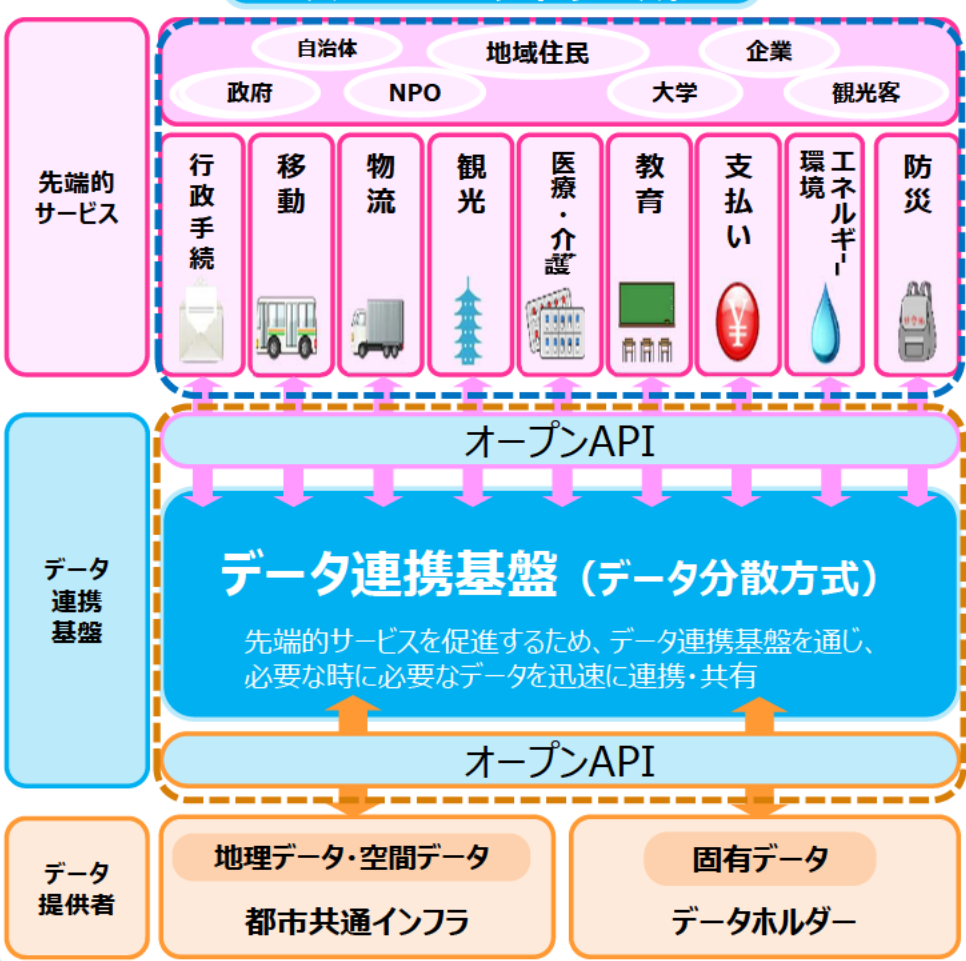 自治体
地域住民
企業
政府
NPO
大学
観光客
先端的
サービス
行政手続
移動
物流
観光
医療・介護
教育
支払い
エネルギー
環境
防災
オープンAPI
データ
連携
基盤
データ連携基盤(データ分散方式)
先端的サービスを促進するため、データ連携基盤を通じ、
必要な時に必要なデータを迅速に連携・共有
オープンAPI
データ
提供者
地理データ・空間データ
都市共通インフラ
固有データ
データホルダー